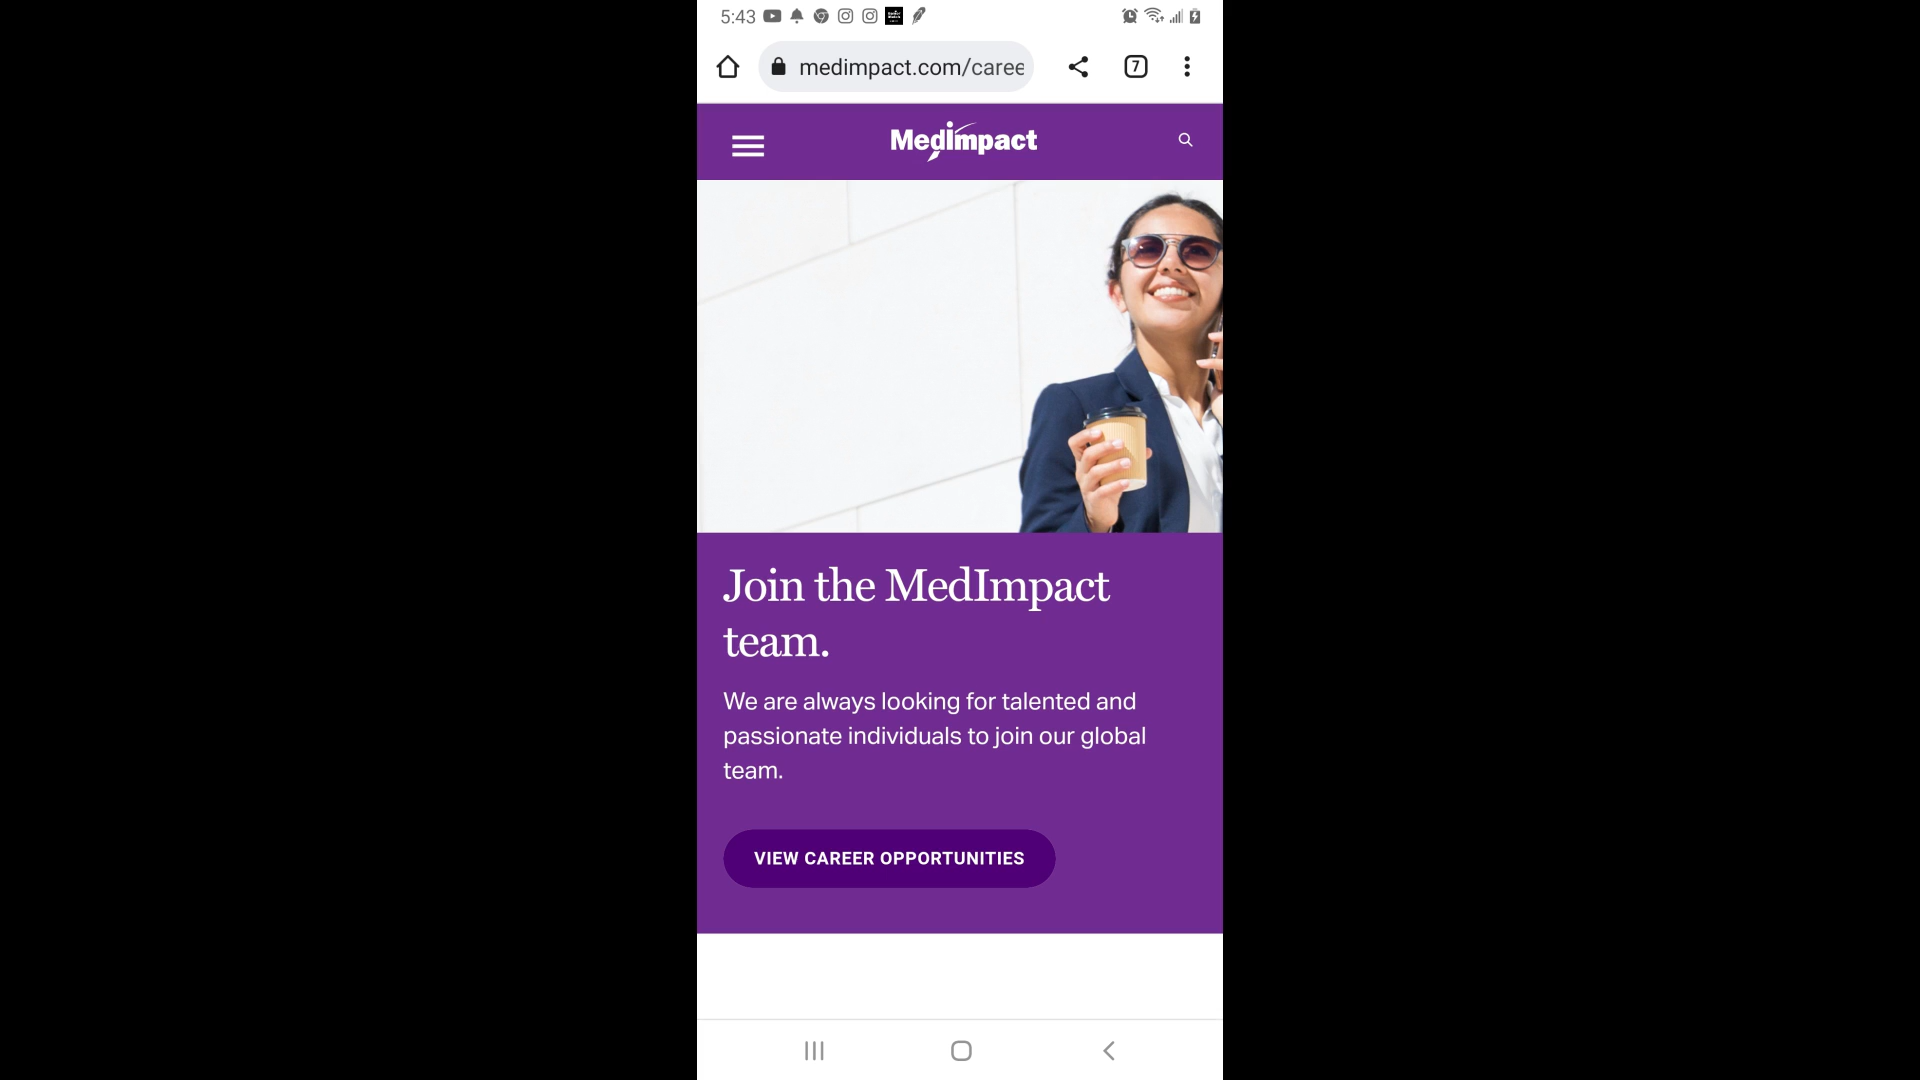 5:43
medimpact.com/caree
7
MedImpact
Join the MedImpact
team.
We are always looking for talented and
passionate individuals to join our global
team.
VIEW CAREER OPPORTUNITIES